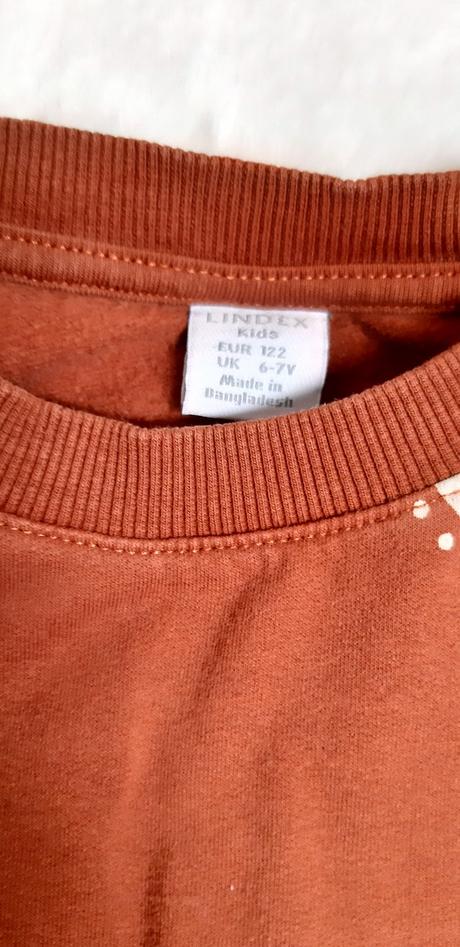 LINDEX
Kids
EUR 122
UK 6-7Y
Made in
Bangladesh